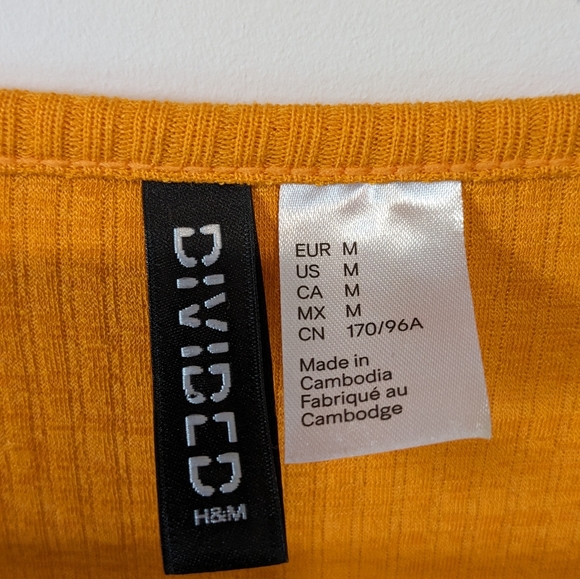 DIVIDED
H&M
EUR M
US M
CA M
MX M
CN 170/96A
Made in
Cambodia
Fabriqué au
Cambodge